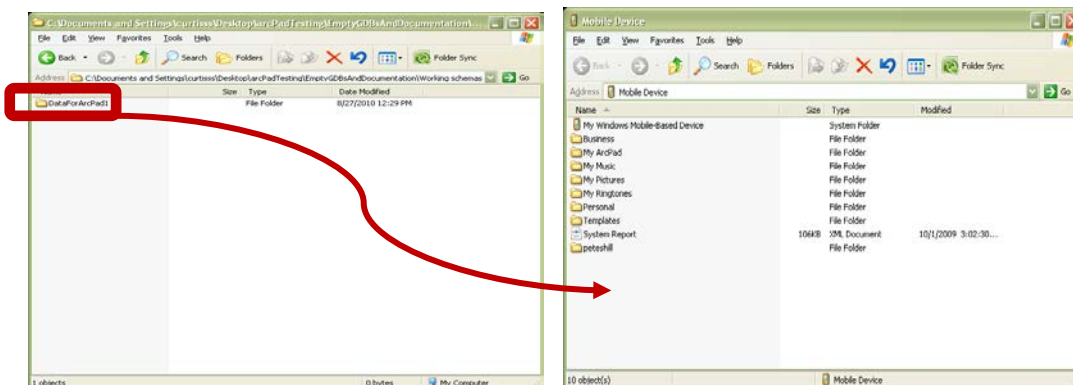 C:\Documents and Settings\curtisss\Desktop\arcPadTesting\EmptyGDBsAndDocumentation\...
File Edit View Favorites Tools Help
Back Search Folders Folder Sync
Address C:\Documents and Settings\curtisss\Desktop\arcPadTesting\EmptyGDBsAndDocumentation\Working schemas Go
Size Type Date Modified
DataForArcPad1 File Folder 8/27/2010 12:29 PM
1 objects 0 bytes My Computer
Mobile Device
File Edit View Favorites Tools Help
Back Search Folders Folder Sync
Address Mobile Device Go
Name Size Type Modified
My Windows Mobile-Based Device System Folder
Business File Folder
My ArcPad File Folder
My Music File Folder
My Pictures File Folder
My Ringtones File Folder
Personal File Folder
Templates File Folder
System Report 106KB XML Document 10/1/2009 3:02:30...
peteshill File Folder
10 object(s) Mobile Device